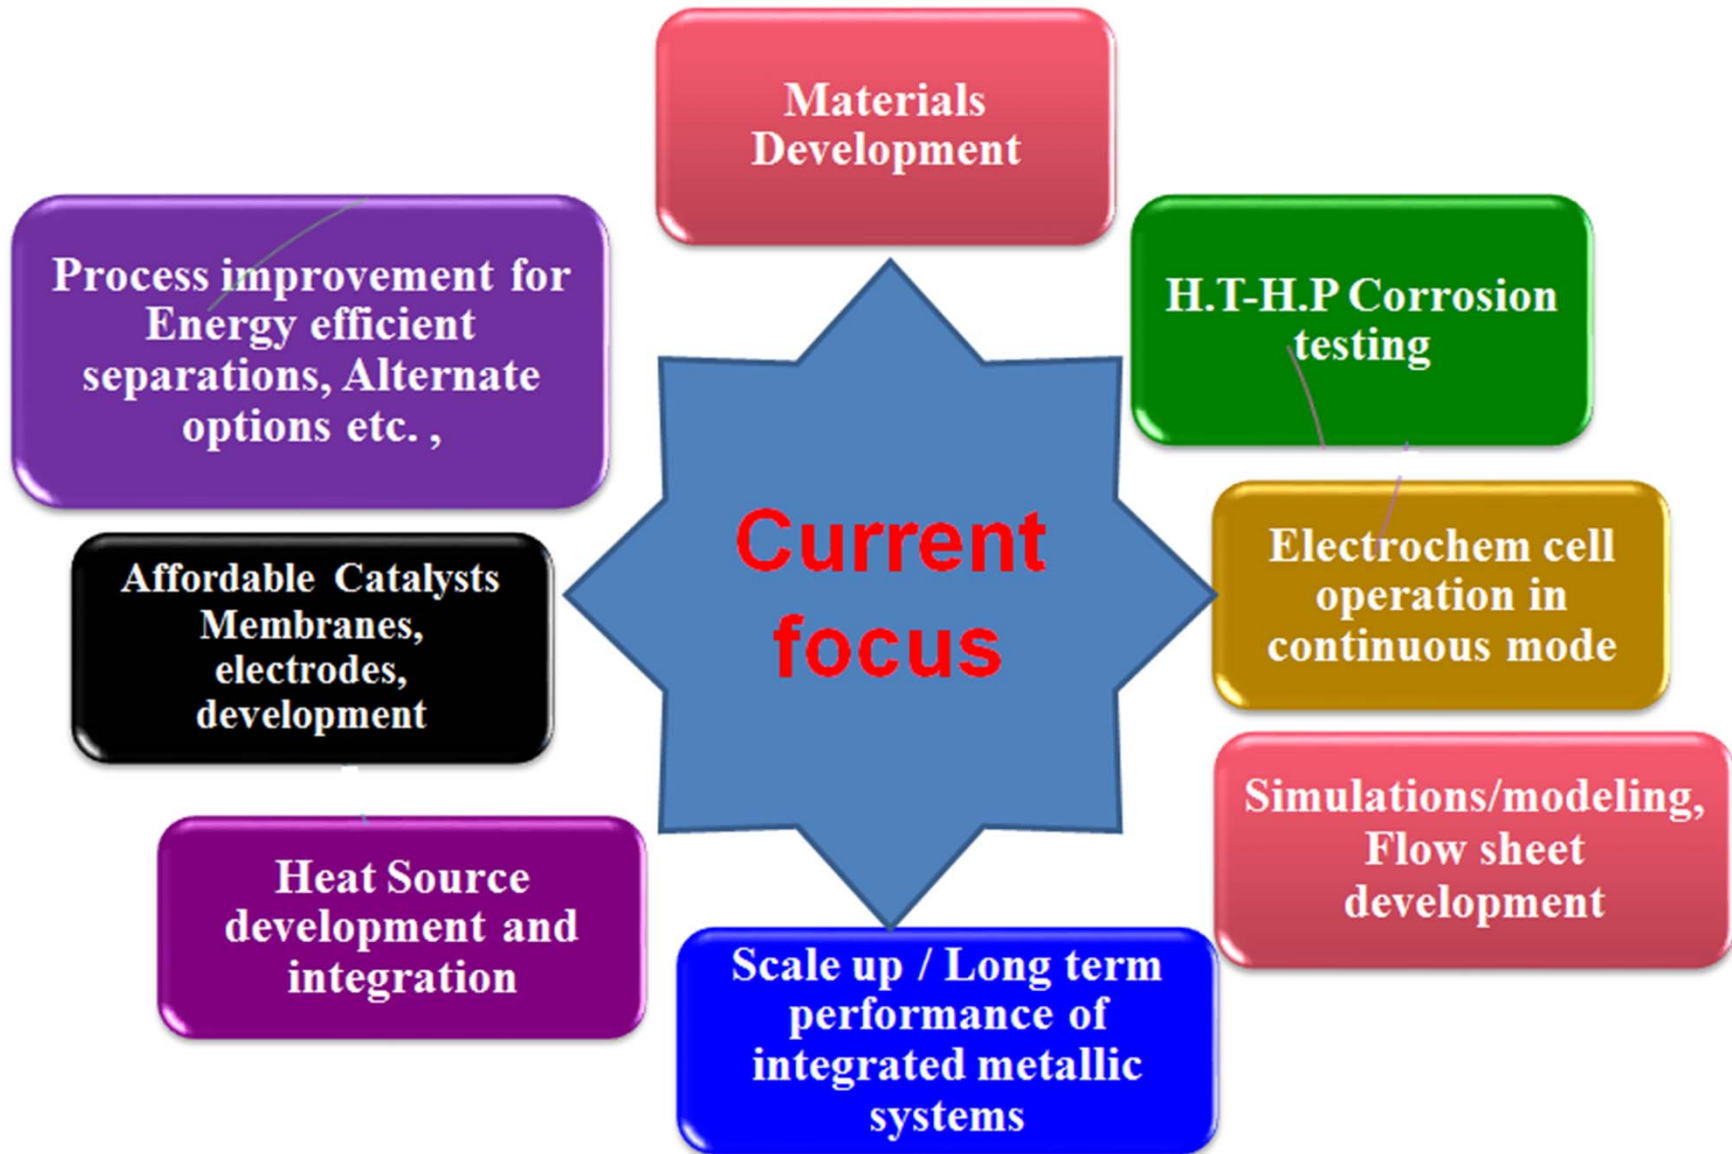 Materials
Development
H.T-H.P Corrosion
testing
Electrochem cell
operation in
continuous mode
Simulations/modeling,
Flow sheet
development
Scale up / Long term
performance of
integrated metallic
systems
Heat Source
development and
integration
Affordable Catalysts
Membranes,
electrodes,
development
Process improvement for
Energy efficient
separations, Alternate
options etc. ,
Current
focus